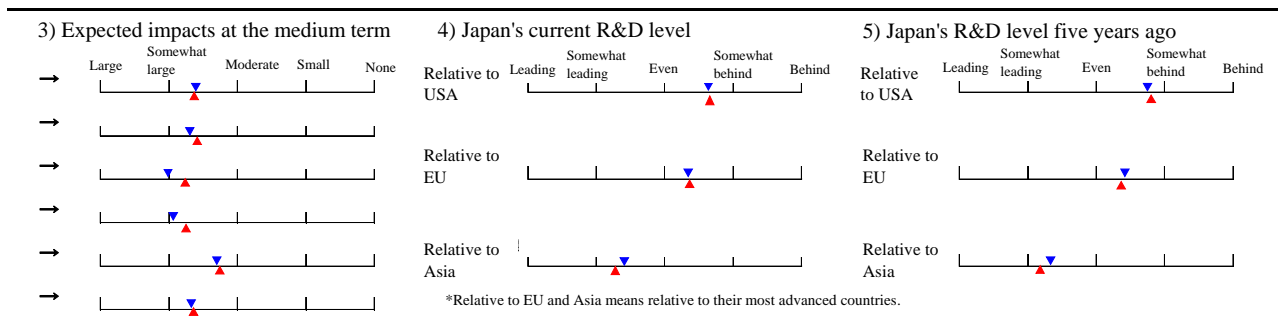 3) Expected impacts at the medium term
Large
Somewhat
large
Moderate
Small
None
→
→
→
→
→
→
4) Japan's current R&D level
Relative to
USA
Leading
Somewhat
leading
Even
Somewhat
behind
Behind
Relative to
EU
Relative to
Asia
5) Japan's R&D level five years ago
Relative
to USA
Leading
Somewhat
leading
Even
Somewhat
behind
Behind
Relative to
EU
Relative to
Asia
*Relative to EU and Asia means relative to their most advanced countries.